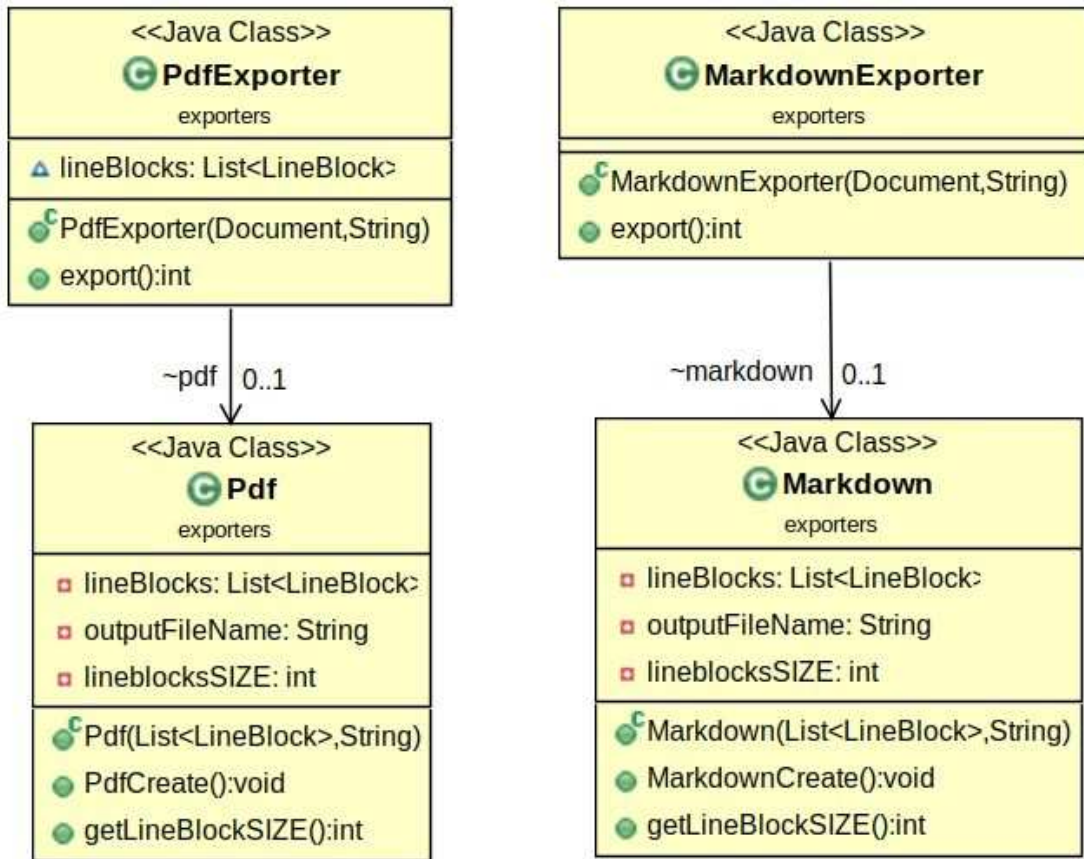 <<Java Class>>
PdfExporter
exporters
lineBlocks: List<LineBlock>
PdfExporter(Document,String)
export():int
~pdf
0..1
<<Java Class>>
Pdf
exporters
lineBlocks: List<LineBlock>
outputFileName: String
lineblocksSIZE: int
Pdf(List<LineBlock>,String)
PdfCreate():void
getLineBlockSIZE():int
<<Java Class>>
MarkdownExporter
exporters
MarkdownExporter(Document,String)
export():int
~markdown
0..1
<<Java Class>>
Markdown
exporters
lineBlocks: List<LineBlock>
outputFileName: String
lineblocksSIZE: int
Markdown(List<LineBlock>,String)
MarkdownCreate():void
getLineBlockSIZE():int